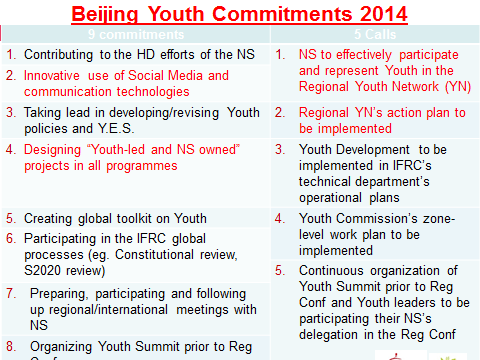 Beijing Youth Commitments 2014
9 commitments
1. Contributing to the HD efforts of the NS
2. Innovative use of Social Media and
communication technologies
3. Taking lead in developing/revising Youth
policies and Y.E.S.
4. Designing “Youth-led and NS owned”
projects in all programmes
5. Creating global toolkit on Youth
6. Participating in the IFRC global
processes (eg. Constitutional review,
S2020 review)
7. Preparing, participating and following
up regional/international meetings with
NS
8. Organizing Youth Summit prior to Reg
5 Calls
1. NS to effectively participate
and represent Youth in the
Regional Youth Network (YN)
2. Regional YN’s action plan to
be implemented
3. Youth Development to be
implemented in IFRC’s
technical department’s
operational plans
4. Youth Commission’s zone-
level work plan to be
implemented
5. Continuous organization of
Youth Summit prior to Reg
Conf and Youth leaders to be
participating their NS’s
delegation in the Reg Conf